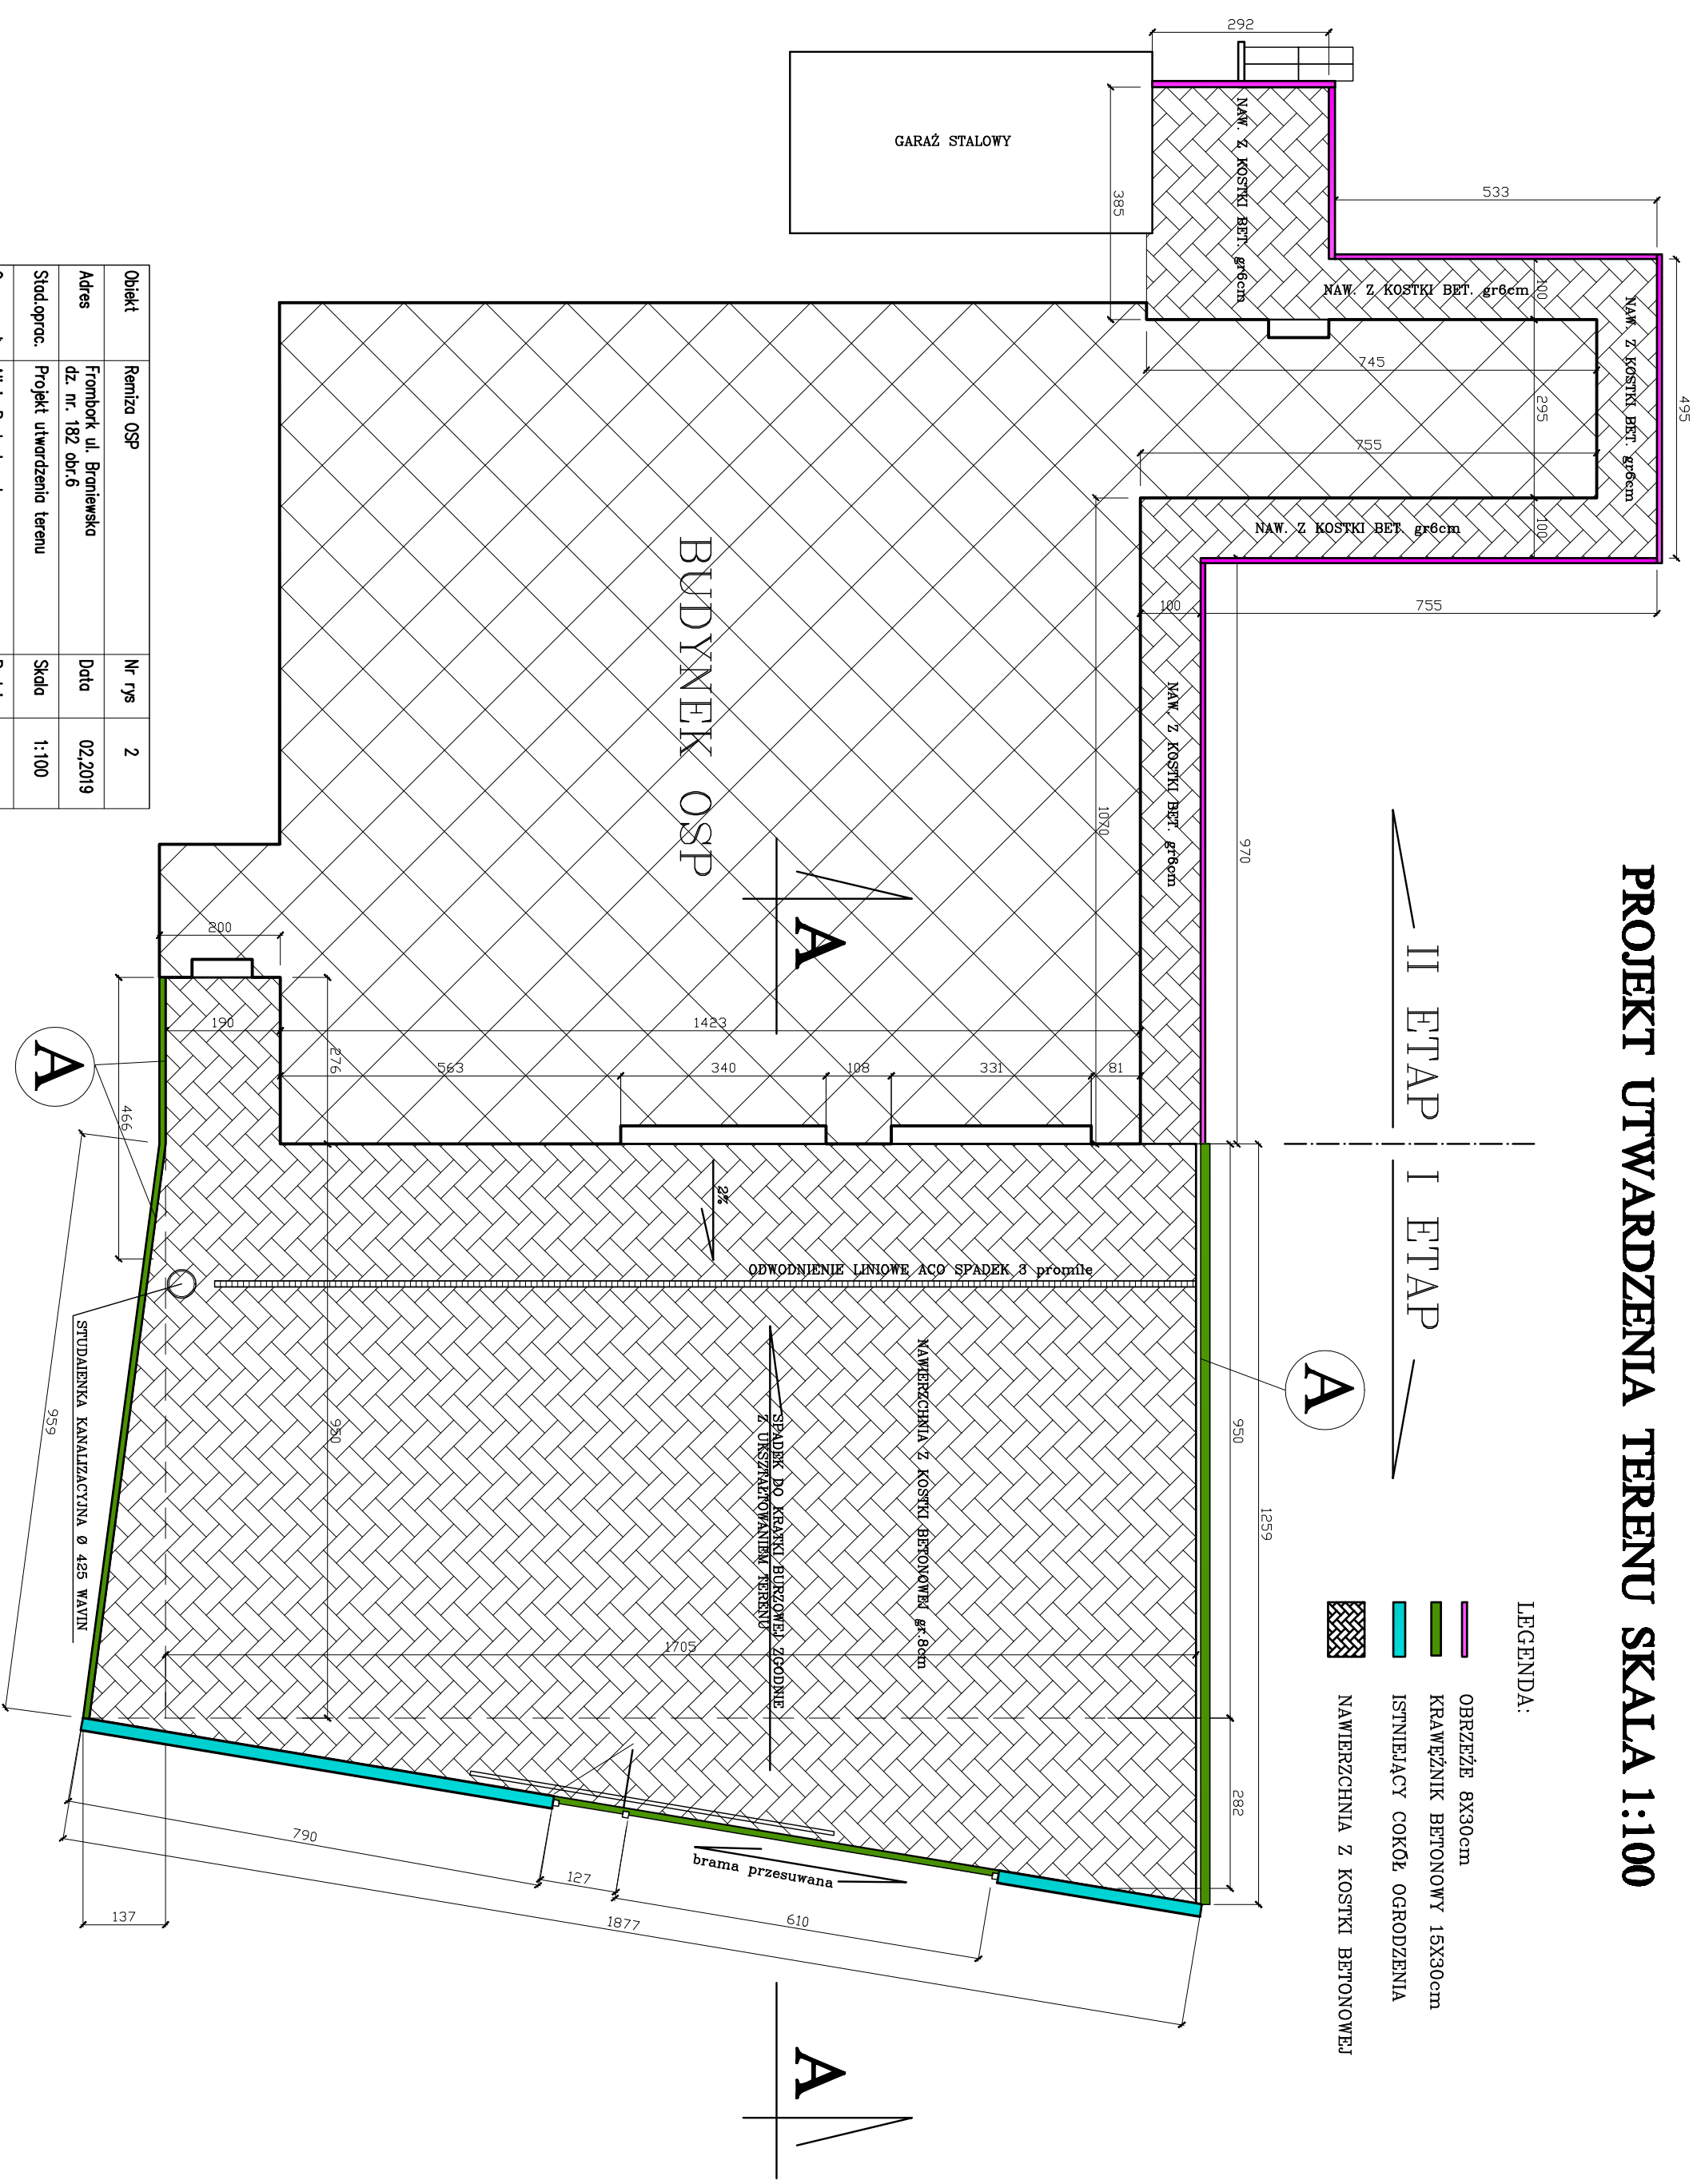 PROJEKT UTWARDZENIA TERENU SKALA 1:100
II ETAP
I ETAP
LEGENDA:
OBRZEŻE 8X30cm
KRAWĘŻNIK BETONOWY 15X30cm
ISTNIEJĄCY COKÓŁ OGRODZENIA
NAWIERZCHNIA Z KOSTKI BETONOWEJ
292
533
495
385
100
295
100
745
755
755
100
970
1070
GARAŻ STALOWY
NAW. Z KOSTKI BET. gr6cm
NAW. Z KOSTKI BET. gr6cm
NAW. Z KOSTKI BET. gr6cm
NAW. Z KOSTKI BET. gr6cm
NAW. Z KOSTKI BET. gr6cm
BUDYNEK OSP
A
A
A
A
200
190
276
466
1423
563
340
108
331
81
2%
ODWODNIENIE LINIOWE ACO SPADEK 3 promile
NAWIERZCHNIA Z KOSTKI BETONOWEJ gr.8cm
SPADEK DO KRATKI BURZOWEJ ZGODNIE
Z UKSZTAŁTOWANIEM TERENU
950
1259
950
282
1705
959
STUDAIENKA KANALIZACYJNA Ø 425 WAVIN
790
127
610
1877
137
brama przesuwana
Obiekt
Remiza OSP
Nr rys
2
Adres
Frombork ul. Braniewska
dz. nr. 182 obr.6
Data
02,2019
Stad.oprac.
Projekt utwardzenia terenu
Skala
1:100